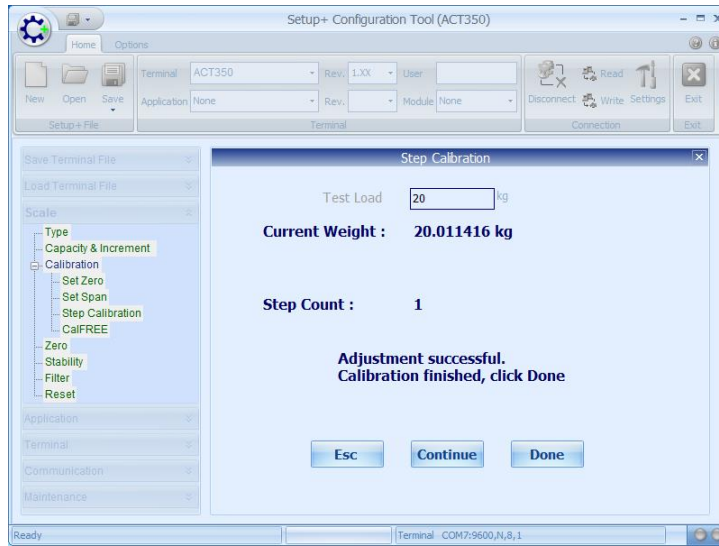 Setup+ Configuration Tool (ACT350)
Home Options
New Open Save
Setup+ File
Terminal ACT350 Rev. 1.XX User
Application None Rev. Module None
Terminal
Disconnect Read Write Settings
Connection
Exit
Exit
Save Terminal File
Load Terminal File
Scale
Type
Capacity & Increment
Calibration
Set Zero
Set Span
Step Calibration
CalFREE
Zero
Stability
Filter
Reset
Application
Terminal
Communication
Maintenance
Step Calibration
Test Load 20 kg
Current Weight : 20.011416 kg
Step Count : 1
Adjustment successful.
Calibration finished, click Done
Esc Continue Done
Ready Terminal COM7:9600,N,8,1